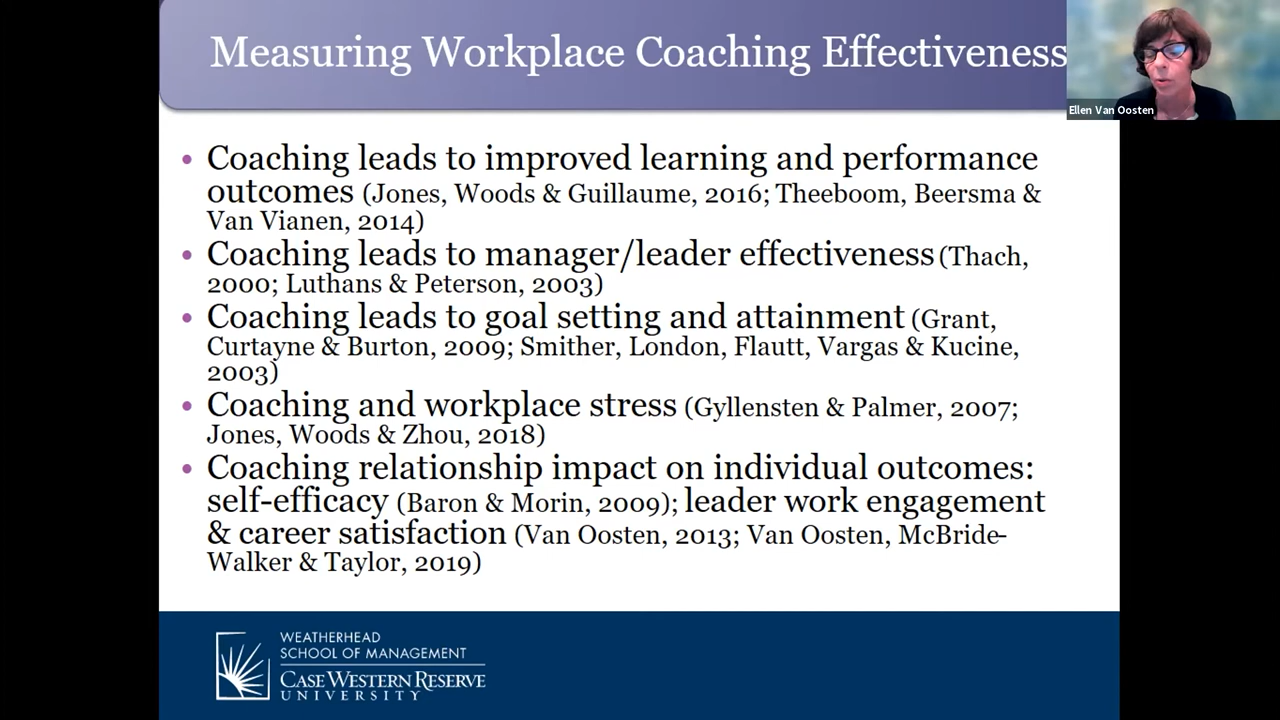 Measuring Workplace Coaching Effectiveness
Ellen Van Oosten
• Coaching leads to improved learning and performance
outcomes (Jones, Woods & Guillaume, 2016; Theeboom, Beersma &
Van Vianen, 2014)
• Coaching leads to manager/leader effectiveness (Thach,
2000; Luthans & Peterson, 2003)
• Coaching leads to goal setting and attainment (Grant,
Curtayne & Burton, 2009; Smither, London, Flautt, Vargas & Kucine,
2003)
• Coaching and workplace stress (Gyllensten & Palmer, 2007;
Jones, Woods & Zhou, 2018)
• Coaching relationship impact on individual outcomes:
self-efficacy (Baron & Morin, 2009); leader work engagement
& career satisfaction (Van Oosten, 2013; Van Oosten, McBride-
Walker & Taylor, 2019)
WEATHERHEAD
SCHOOL OF MANAGEMENT
CASE WESTERN RESERVE
UNIVERSITY